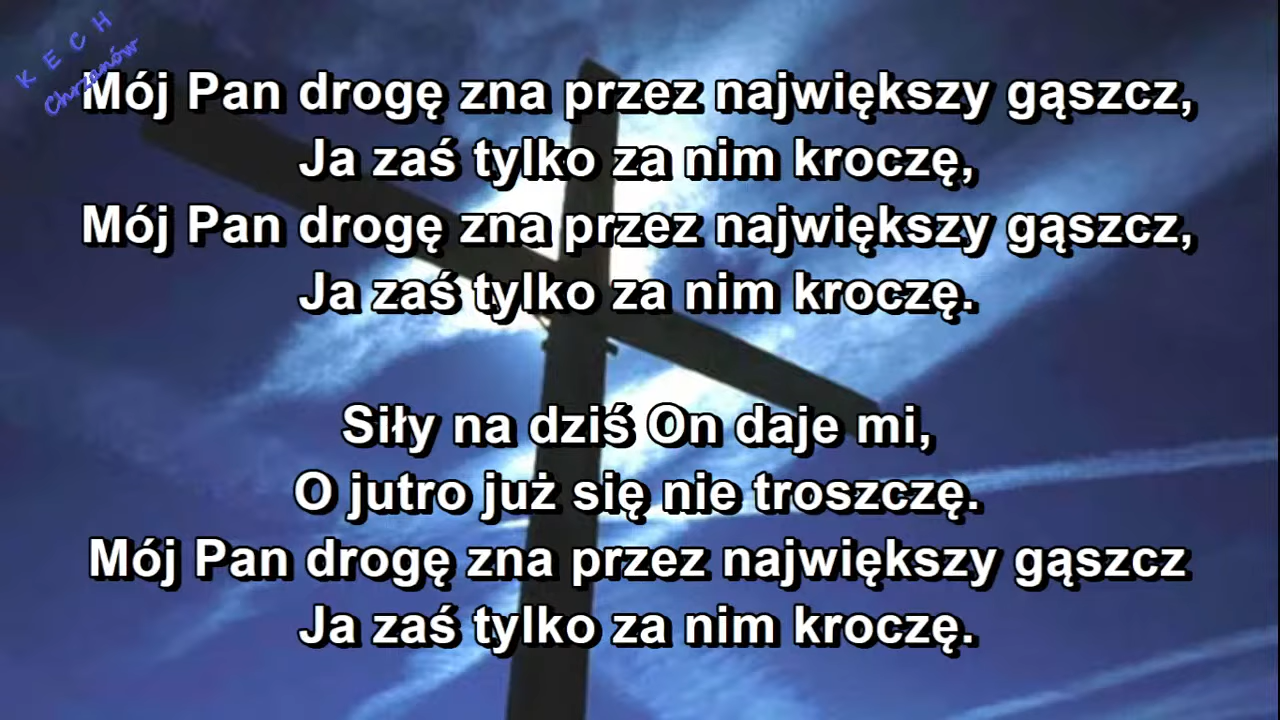 K E C H
Chrzanów
Mój Pan drogę zna przez największy gąszcz,
Ja zaś tylko za nim kroczę,
Mój Pan drogę zna przez największy gąszcz,
Ja zaś tylko za nim kroczę.
Siły na dziś On daje mi,
O jutro już się nie troszczę.
Mój Pan drogę zna przez największy gąszcz
Ja zaś tylko za nim kroczę.